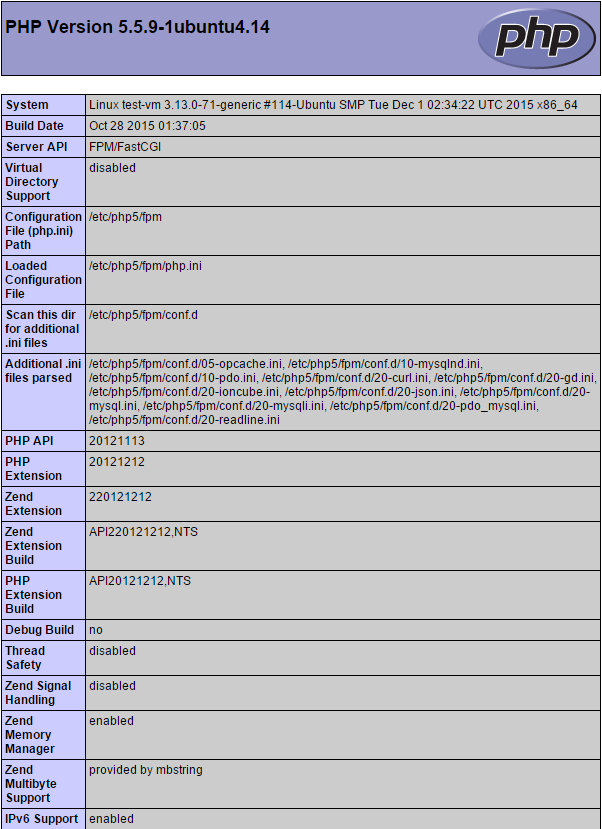 PHP Version 5.5.9-1ubuntu4.14
php
System Linux test-vm 3.13.0-71-generic #114-Ubuntu SMP Tue Dec 1 02:34:22 UTC 2015 x86_64
Build Date Oct 28 2015 01:37:05
Server API FPM/FastCGI
Virtual disabled
Directory
Support
Configuration /etc/php5/fpm
File (php.ini)
Path
Loaded /etc/php5/fpm/php.ini
Configuration
File
Scan this dir /etc/php5/fpm/conf.d
for additional
.ini files
Additional .ini /etc/php5/fpm/conf.d/05-opcache.ini, /etc/php5/fpm/conf.d/10-mysqlnd.ini,
files parsed /etc/php5/fpm/conf.d/10-pdo.ini, /etc/php5/fpm/conf.d/20-curl.ini, /etc/php5/fpm/conf.d/20-gd.ini,
/etc/php5/fpm/conf.d/20-ioncube.ini, /etc/php5/fpm/conf.d/20-json.ini, /etc/php5/fpm/conf.d/20-
mysql.ini, /etc/php5/fpm/conf.d/20-mysqli.ini, /etc/php5/fpm/conf.d/20-pdo_mysql.ini,
/etc/php5/fpm/conf.d/20-readline.ini
PHP API 20121113
PHP 20121212
Extension
Zend 220121212
Extension
Zend API220121212,NTS
Extension
Build
PHP API20121212,NTS
Extension
Build
Debug Build no
Thread disabled
Safety
Zend Signal disabled
Handling
Zend enabled
Memory
Manager
Zend provided by mbstring
Multibyte
Support
IPv6 Support enabled